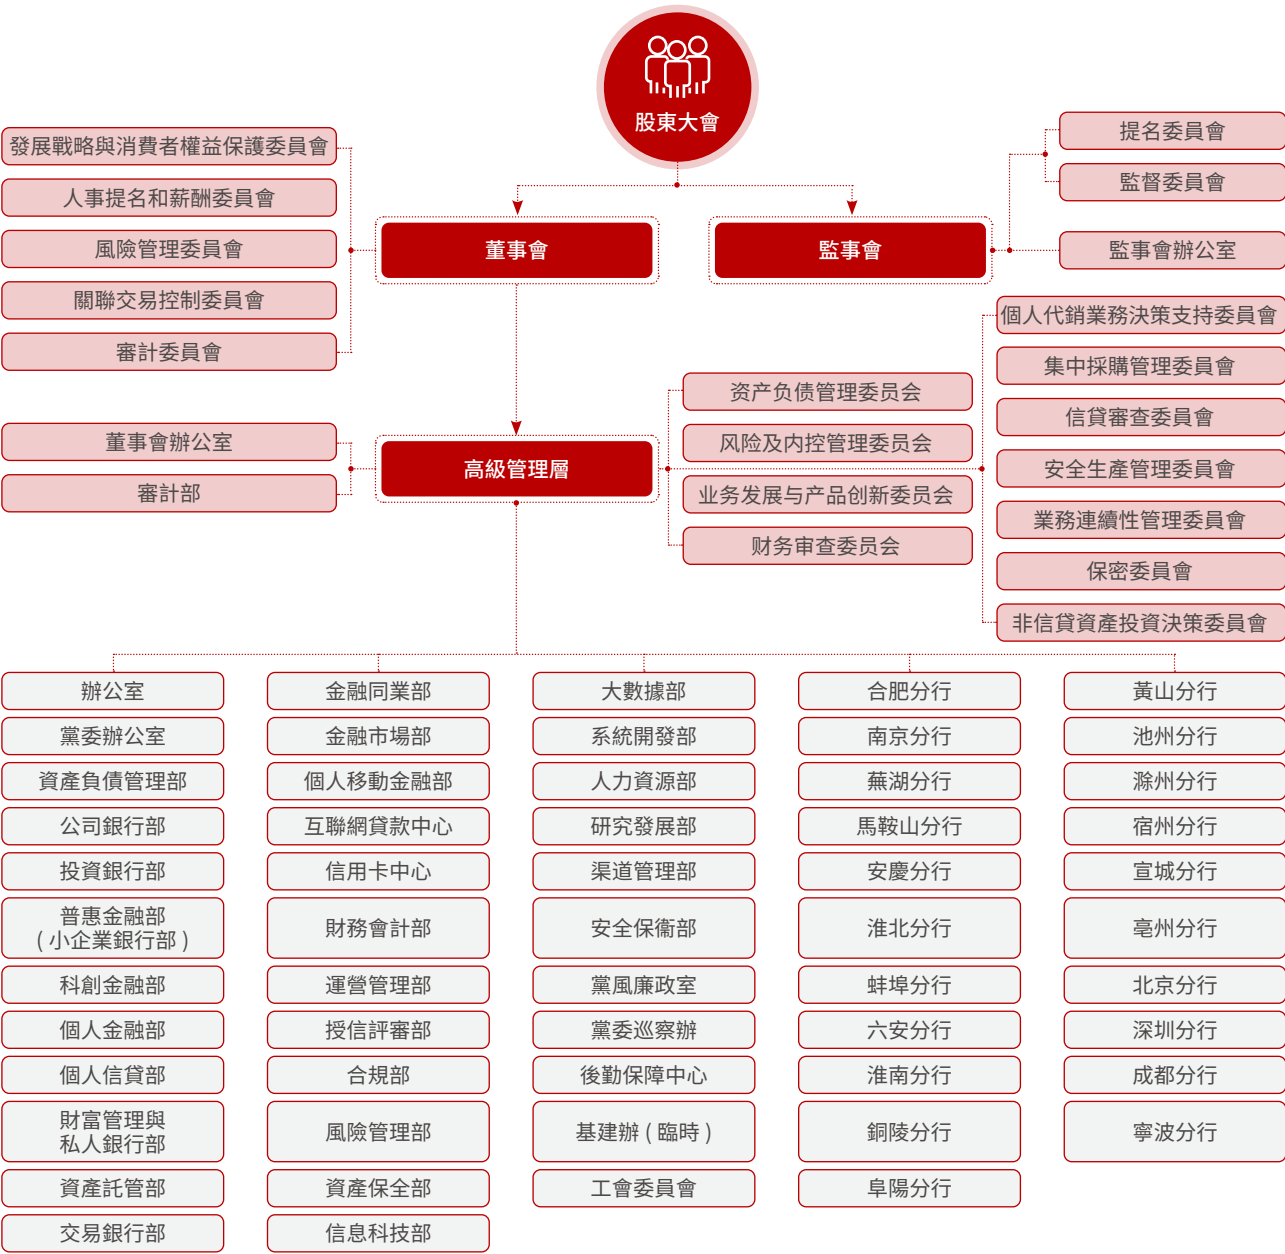 股東大會
發展戰略與消費者權益保護委員會
人事提名和薪酬委員會
風險管理委員會
關聯交易控制委員會
審計委員會
董事會
監事會
提名委員會
監督委員會
監事會辦公室
董事會辦公室
審計部
高級管理層
资产负债管理委员会
风险及内控管理委员会
业务发展与产品创新委员会
财务审查委员会
個人代銷業務決策支持委員會
集中採購管理委員會
信貸審查委員會
安全生產管理委員會
業務連續性管理委員會
保密委員會
非信貸資產投資決策委員會
辦公室
黨委辦公室
資產負債管理部
公司銀行部
投資銀行部
普惠金融部
(小企業銀行部)
科創金融部
個人金融部
個人信貸部
財富管理與
私人銀行部
資產託管部
交易銀行部
金融同業部
金融市場部
個人移動金融部
互聯網貸款中心
信用卡中心
財務會計部
運營管理部
授信評審部
合規部
風險管理部
資產保全部
信息科技部
大數據部
系統開發部
人力資源部
研究發展部
渠道管理部
安全保衞部
黨風廉政室
黨委巡察辦
後勤保障中心
基建辦(臨時)
工會委員會
合肥分行
南京分行
蕪湖分行
馬鞍山分行
安慶分行
淮北分行
蚌埠分行
六安分行
淮南分行
銅陵分行
阜陽分行
黃山分行
池州分行
滁州分行
宿州分行
宣城分行
亳州分行
北京分行
深圳分行
成都分行
寧波分行